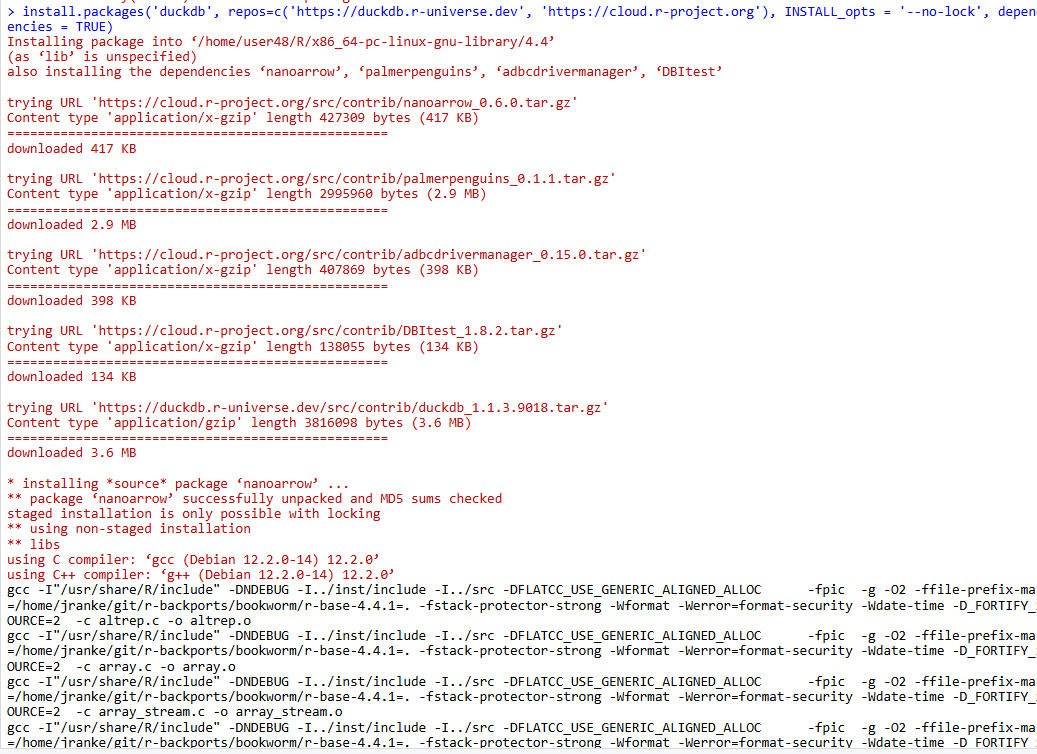 > install.packages('duckdb', repos=c('https://duckdb.r-universe.dev', 'https://cloud.r-project.org'), INSTALL_opts = '--no-lock', depen
encies = TRUE)
Installing package into ‘/home/user48/R/x86_64-pc-linux-gnu-library/4.4’
(as ‘lib’ is unspecified)
also installing the dependencies ‘nanoarrow’, ‘palmerpenguins’, ‘adbcdrivermanager’, ‘DBItest’
trying URL 'https://cloud.r-project.org/src/contrib/nanoarrow_0.6.0.tar.gz'
Content type 'application/x-gzip' length 427309 bytes (417 KB)
==================================================
downloaded 417 KB
trying URL 'https://cloud.r-project.org/src/contrib/palmerpenguins_0.1.1.tar.gz'
Content type 'application/x-gzip' length 2995960 bytes (2.9 MB)
==================================================
downloaded 2.9 MB
trying URL 'https://cloud.r-project.org/src/contrib/adbcdrivermanager_0.15.0.tar.gz'
Content type 'application/x-gzip' length 407869 bytes (398 KB)
==================================================
downloaded 398 KB
trying URL 'https://cloud.r-project.org/src/contrib/DBItest_1.8.2.tar.gz'
Content type 'application/x-gzip' length 138055 bytes (134 KB)
==================================================
downloaded 134 KB
trying URL 'https://duckdb.r-universe.dev/src/contrib/duckdb_1.1.3.9018.tar.gz'
Content type 'application/gzip' length 3816098 bytes (3.6 MB)
==================================================
downloaded 3.6 MB
* installing *source* package ‘nanoarrow’ ...
** package ‘nanoarrow’ successfully unpacked and MD5 sums checked
staged installation is only possible with locking
** using non-staged installation
** libs
using C compiler: ‘gcc (Debian 12.2.0-14) 12.2.0’
using C++ compiler: ‘g++ (Debian 12.2.0-14) 12.2.0’
gcc -I"/usr/share/R/include" -DNDEBUG -I../inst/include -I../src -DFLATCC_USE_GENERIC_ALIGNED_ALLOC -fpic -g -O2 -ffile-prefix-ma
=/home/jranke/git/r-backports/bookworm/r-base-4.4.1=. -fstack-protector-strong -Wformat -Werror=format-security -Wdate-time -D_FORTIFY_
OURCE=2 -c altrep.c -o altrep.o
gcc -I"/usr/share/R/include" -DNDEBUG -I../inst/include -I../src -DFLATCC_USE_GENERIC_ALIGNED_ALLOC -fpic -g -O2 -ffile-prefix-ma
=/home/jranke/git/r-backports/bookworm/r-base-4.4.1=. -fstack-protector-strong -Wformat -Werror=format-security -Wdate-time -D_FORTIFY_
OURCE=2 -c array.c -o array.o
gcc -I"/usr/share/R/include" -DNDEBUG -I../inst/include -I../src -DFLATCC_USE_GENERIC_ALIGNED_ALLOC -fpic -g -O2 -ffile-prefix-ma
=/home/jranke/git/r-backports/bookworm/r-base-4.4.1=. -fstack-protector-strong -Wformat -Werror=format-security -Wdate-time -D_FORTIFY_
OURCE=2 -c array_stream.c -o array_stream.o
gcc -I"/usr/share/R/include" -DNDEBUG -I../inst/include -I../src -DFLATCC_USE_GENERIC_ALIGNED_ALLOC -fpic -g -O2 -ffile-prefix-ma
=/home/jranke/git/r-backports/bookworm/r-base-4.4.1=. -fstack-protector-strong -Wformat -Werror=format-security -Wdate-time -D_FORTIFY_